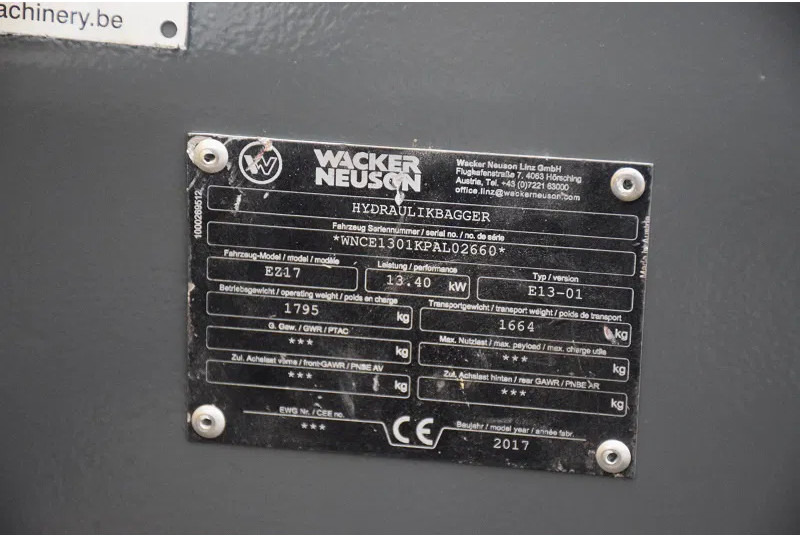 achinery.be
WACKER
NEUSON
Wacker Neuson Linz GmbH
Flughafenstraße 7, 4063 Hörsching
Austria, Tel. +43 (0)7221 63000
office.linz@wackerneuson.com
1000269512
HYDRAULIKBAGGER
Fahrzeug Seriennummer / serial no. / no. de série
*WNCE1301KPAL02660*
Made in Austria
Fahrzeug-Model / model / modèle
Leistung / performance
Typ / version
EZ17
13.40 kW
E13-01
Betriebsgewicht / operating weight / poids en charge
Transportgewicht / transport weight / poids de transport
1795 kg
1664 kg
G. Gew. / GWR / PTAC
Max. Nutzlast / max. payload / max. charge utile
*** kg
*** kg
Zul. Achslast vorne / front GAWR / PNBE AV
Zul. Achslast hinten / rear GAWR / PNBE AR
*** kg
*** kg
EWG Nr. / CEE no.
CE
Baujahr / model year / année fabr.
***
2017